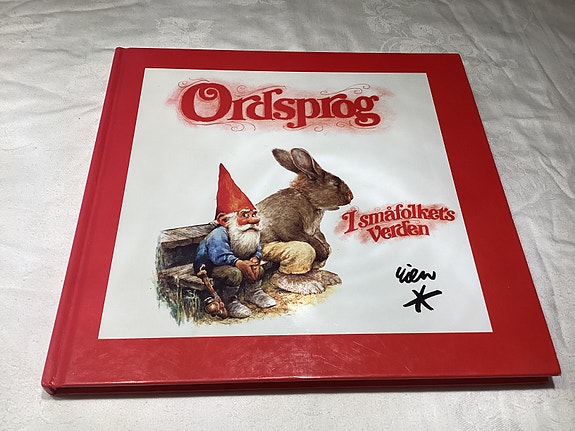 Ordsprog
I småfolkets
verden